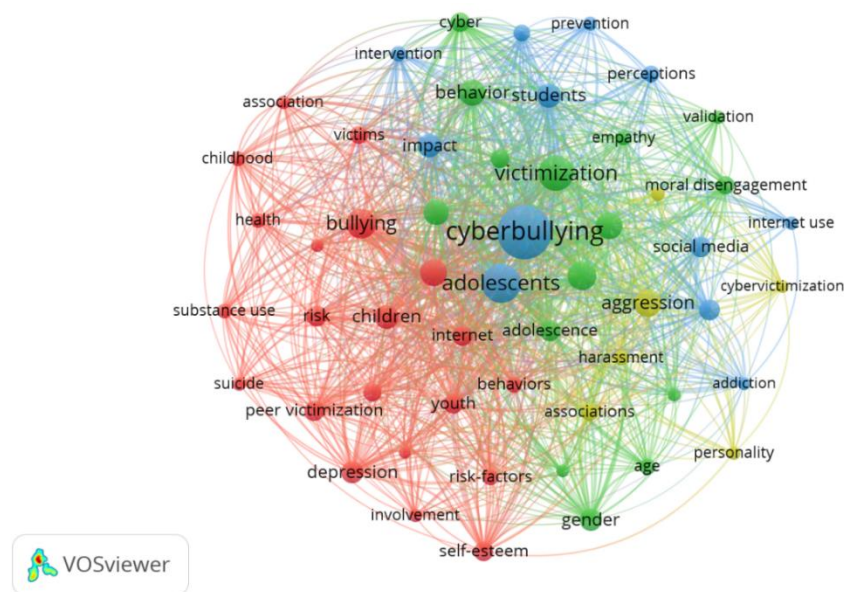 cyber
prevention
intervention
perceptions
behavior
students
association
validation
victims
empathy
impact
childhood
victimization
moral disengagement
health
bullying
internet use
cyberbullying
social media
adolescents
cybervictimization
aggression
substance use
risk
children
adolescence
internet
harassment
suicide
behaviors
addiction
peer victimization
youth
associations
personality
depression
risk-factors
age
involvement
gender
self-esteem
VOSviewer